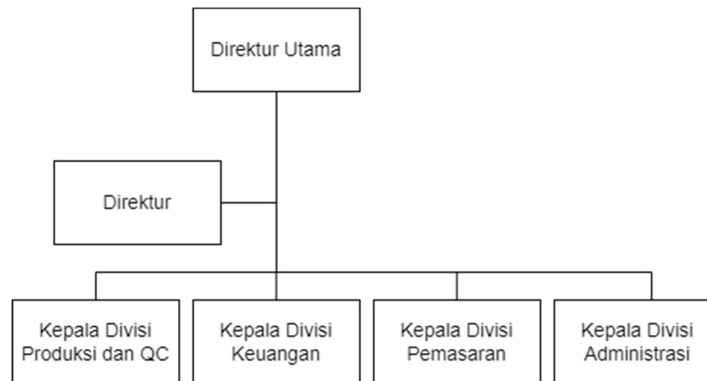 Direktur Utama
Direktur
Kepala Divisi
Produksi dan QC
Kepala Divisi
Keuangan
Kepala Divisi
Pemasaran
Kepala Divisi
Administrasi